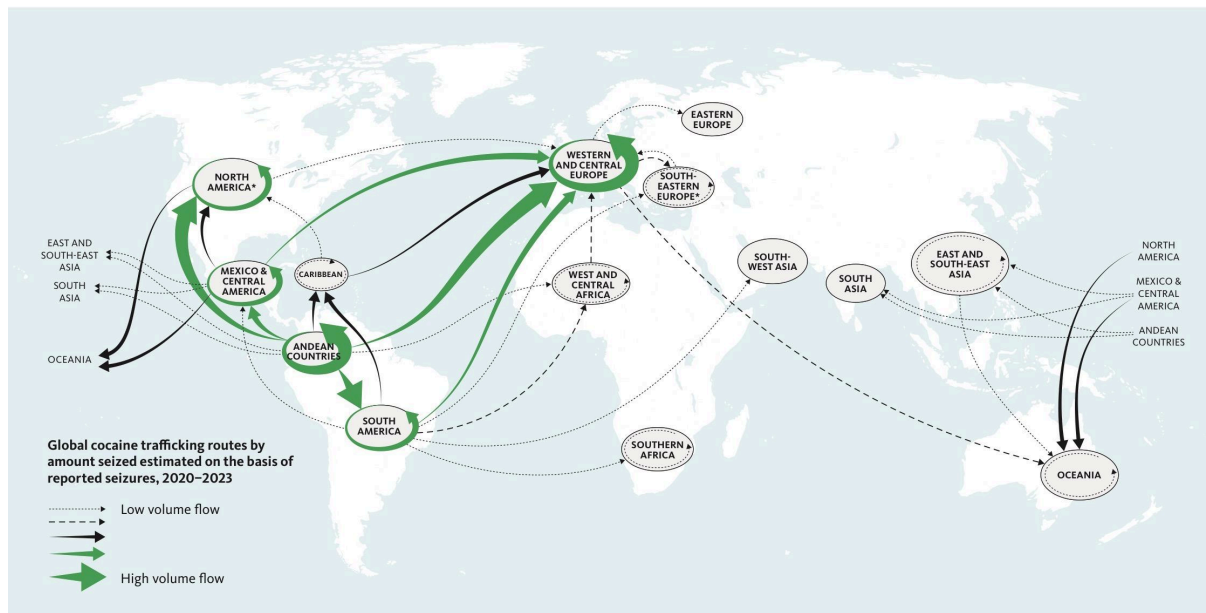 EASTERN
EUROPE
WESTERN
AND CENTRAL
EUROPE
NORTH
AMERICA*
SOUTH-
EASTERN
EUROPE*
EAST AND
SOUTH-EAST
ASIA
SOUTH
ASIA
OCEANIA
MEXICO &
CENTRAL
AMERICA
CARIBBEAN
WEST AND
CENTRAL
AFRICA
SOUTH-
WEST ASIA
SOUTH
ASIA
EAST AND
SOUTH-EAST
ASIA
NORTH
AMERICA
MEXICO &
CENTRAL
AMERICA
ANDEAN
COUNTRIES
ANDEAN
COUNTRIES
SOUTH
AMERICA
SOUTHERN
AFRICA
OCEANIA
Global cocaine trafficking routes by
amount seized estimated on the basis of
reported seizures, 2020–2023
Low volume flow
High volume flow